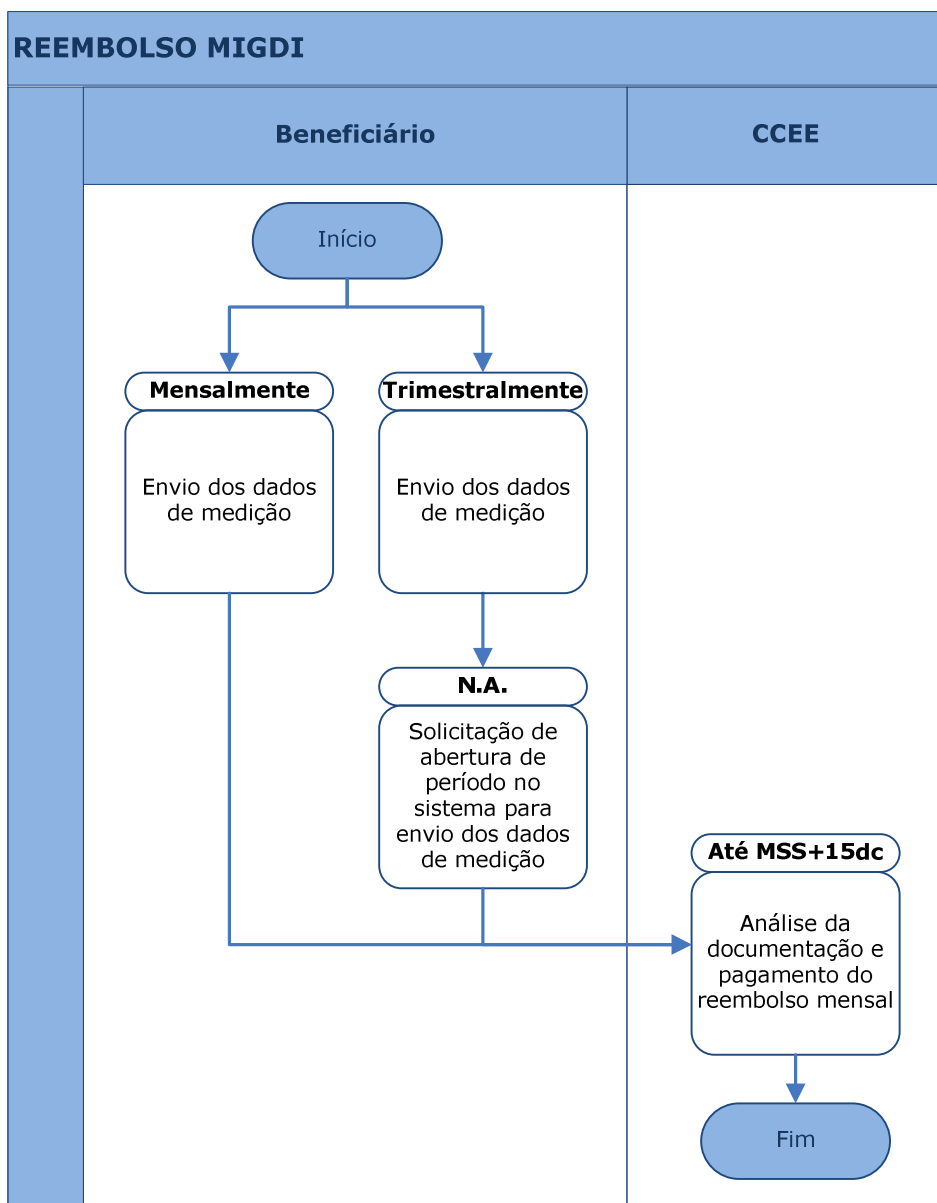 REEMBOLSO MIGDI
Beneficiário
CCEE
Início
Mensalmente
Envio dos dados
de medição
Trimestralmente
Envio dos dados
de medição
N.A.
Solicitação de
abertura de
período no
sistema para
envio dos dados
de medição
Até MSS+15dc
Análise da
documentação e
pagamento do
reembolso mensal
Fim